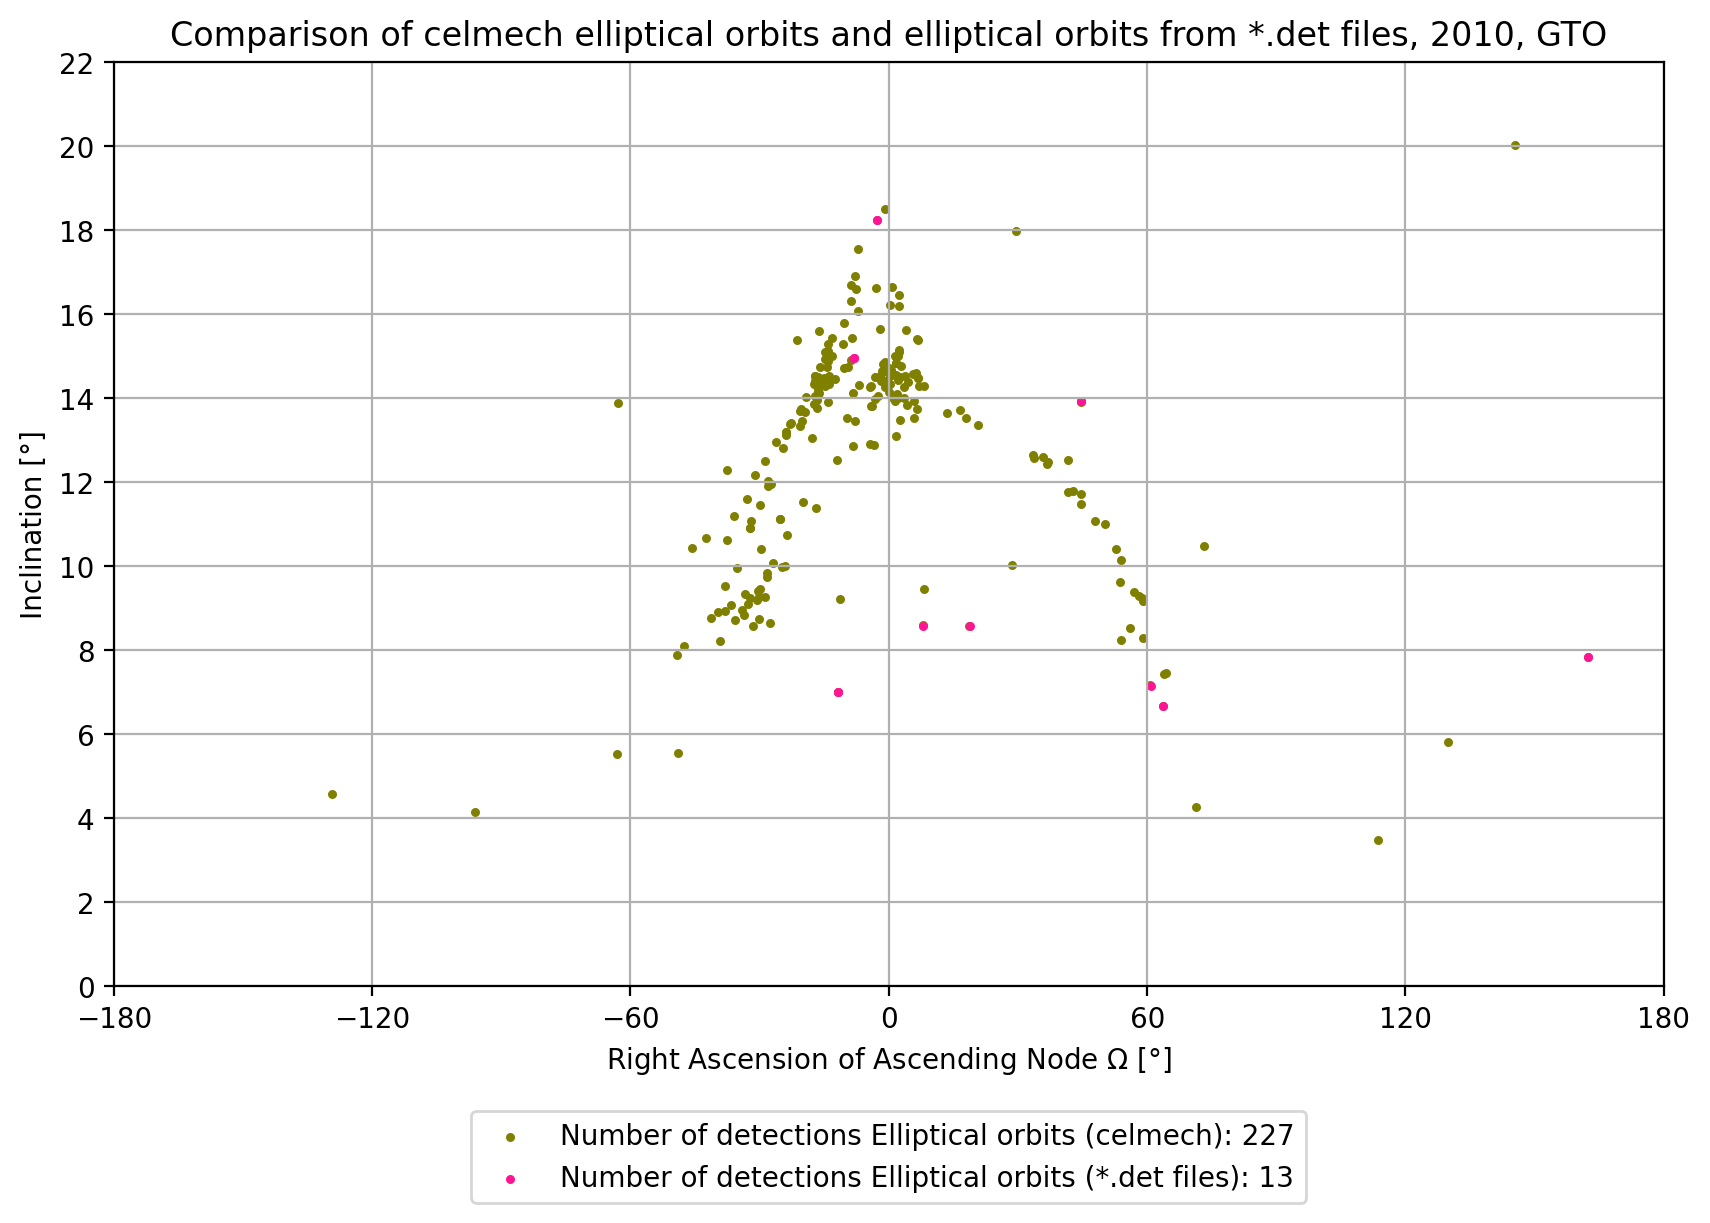 Comparison of celmech elliptical orbits and elliptical orbits from *.det files, 2010, GTO
22
20
18
16
14
12
10
8
6
4
2
0
Inclination [°]
−180 −120 −60 0 60 120 180
Right Ascension of Ascending Node Ω [°]
Number of detections Elliptical orbits (celmech): 227
Number of detections Elliptical orbits (*.det files): 13